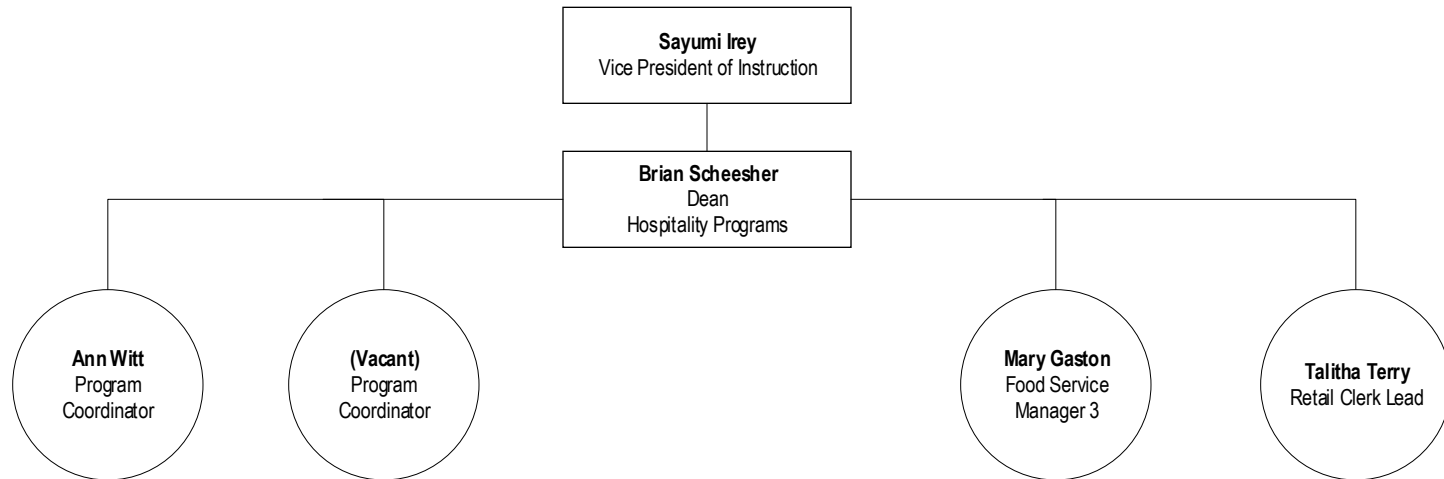 Sayumi Irey
Vice President of Instruction
Brian Scheesher
Dean
Hospitality Programs
Ann Witt
Program
Coordinator
(Vacant)
Program
Coordinator
Mary Gaston
Food Service
Manager 3
Talitha Terry
Retail Clerk Lead